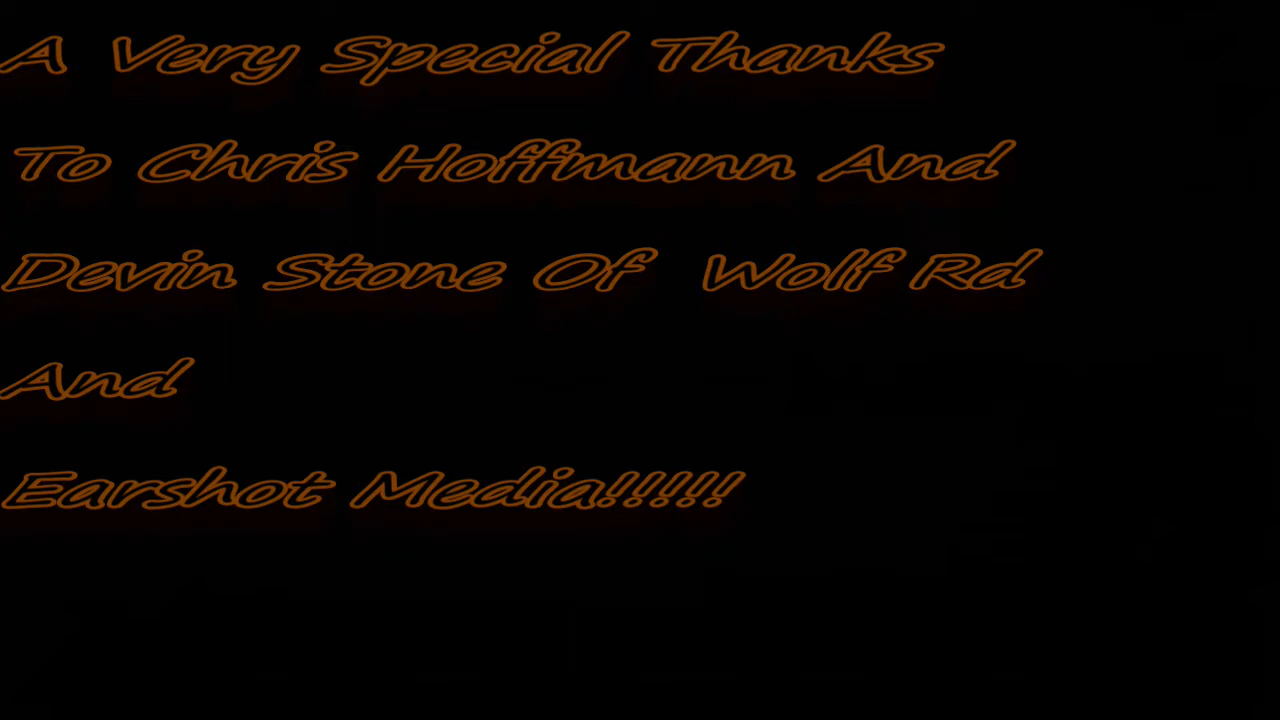 A Very Special Thanks
To Chris Hoffmann And
Devin Stone Of Wolf Rd
And
Earshot Media!!!!!